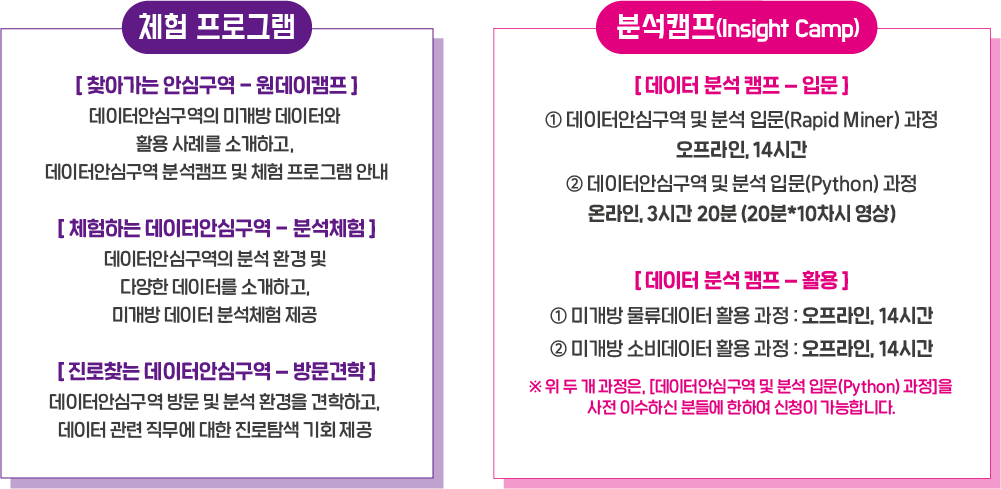 체험 프로그램
[ 찾아가는 안심구역 – 원데이캠프 ]
데이터안심구역의 미개방 데이터와
활용 사례를 소개하고,
데이터안심구역 분석캠프 및 체험 프로그램 안내
[ 체험하는 데이터안심구역 – 분석체험 ]
데이터안심구역의 분석 환경 및
다양한 데이터를 소개하고,
미개방 데이터 분석체험 제공
[ 진로찾는 데이터안심구역 – 방문견학 ]
데이터안심구역 방문 및 분석 환경을 견학하고,
데이터 관련 직무에 대한 진로탐색 기회 제공
분석캠프(Insight Camp)
[ 데이터 분석 캠프 – 입문 ]
① 데이터안심구역 및 분석 입문(Rapid Miner) 과정
오프라인, 14시간
② 데이터안심구역 및 분석 입문(Python) 과정
온라인, 3시간 20분 (20분*10차시 영상)
[ 데이터 분석 캠프 – 활용 ]
① 미개방 물류데이터 활용 과정 : 오프라인, 14시간
② 미개방 소비데이터 활용 과정 : 오프라인, 14시간
※ 위 두 개 과정은, [데이터안심구역 및 분석 입문(Python) 과정]을
사전 이수하신 분들에 한하여 신청이 가능합니다.